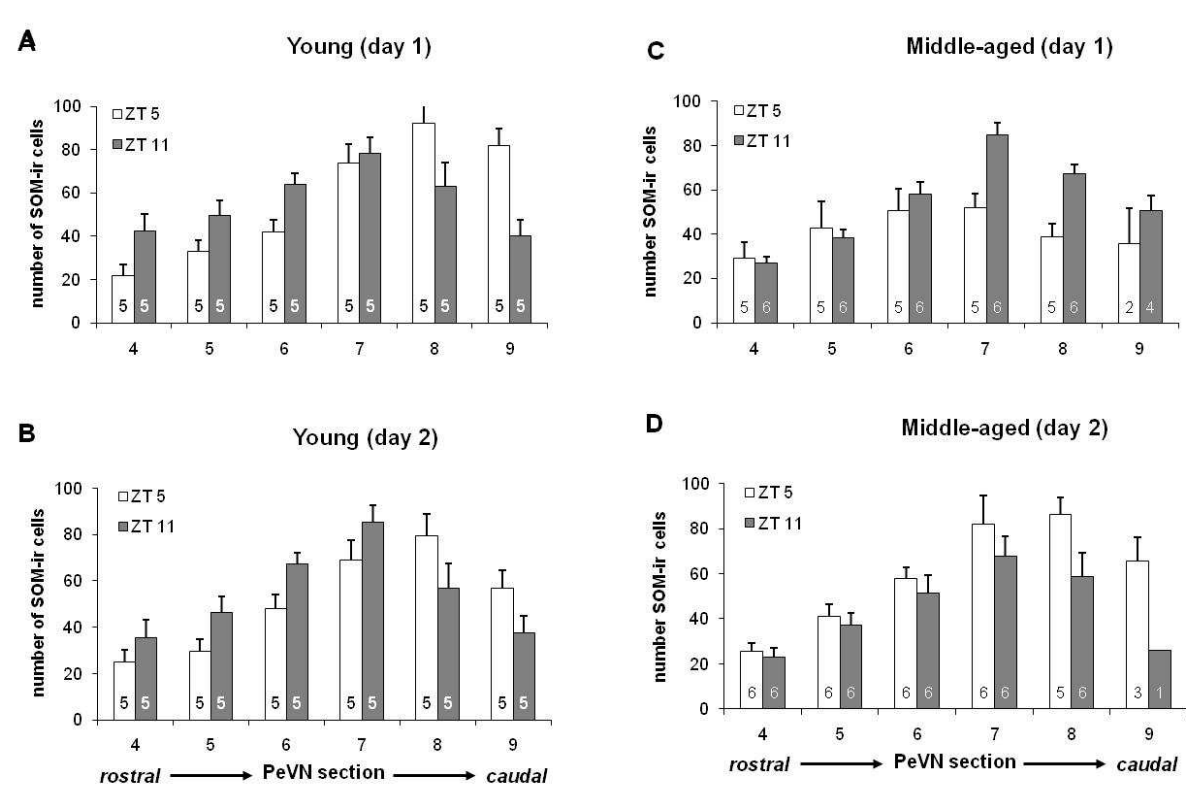 A
Young (day 1)
number of SOM-ir cells
100
80
60
40
20
0
ZT 5
ZT 11
5 5 5 5 5 5 5 5 5 5 5 5
4 5 6 7 8 9
C
Middle-aged (day 1)
number SOM-ir cells
100
80
60
40
20
0
ZT 5
ZT 11
5 6 5 6 5 6 5 6 5 6 2 4
4 5 6 7 8 9
B
Young (day 2)
number of SOM-ir cells
100
80
60
40
20
0
ZT 5
ZT 11
5 5 5 5 5 5 5 5 5 5 5 5
4 5 6 7 8 9
rostral PeVN section caudal
D
Middle-aged (day 2)
number SOM-ir cells
100
80
60
40
20
0
ZT 5
ZT 11
6 6 6 6 6 6 6 6 5 6 3 1
4 5 6 7 8 9
rostral PeVN section caudal